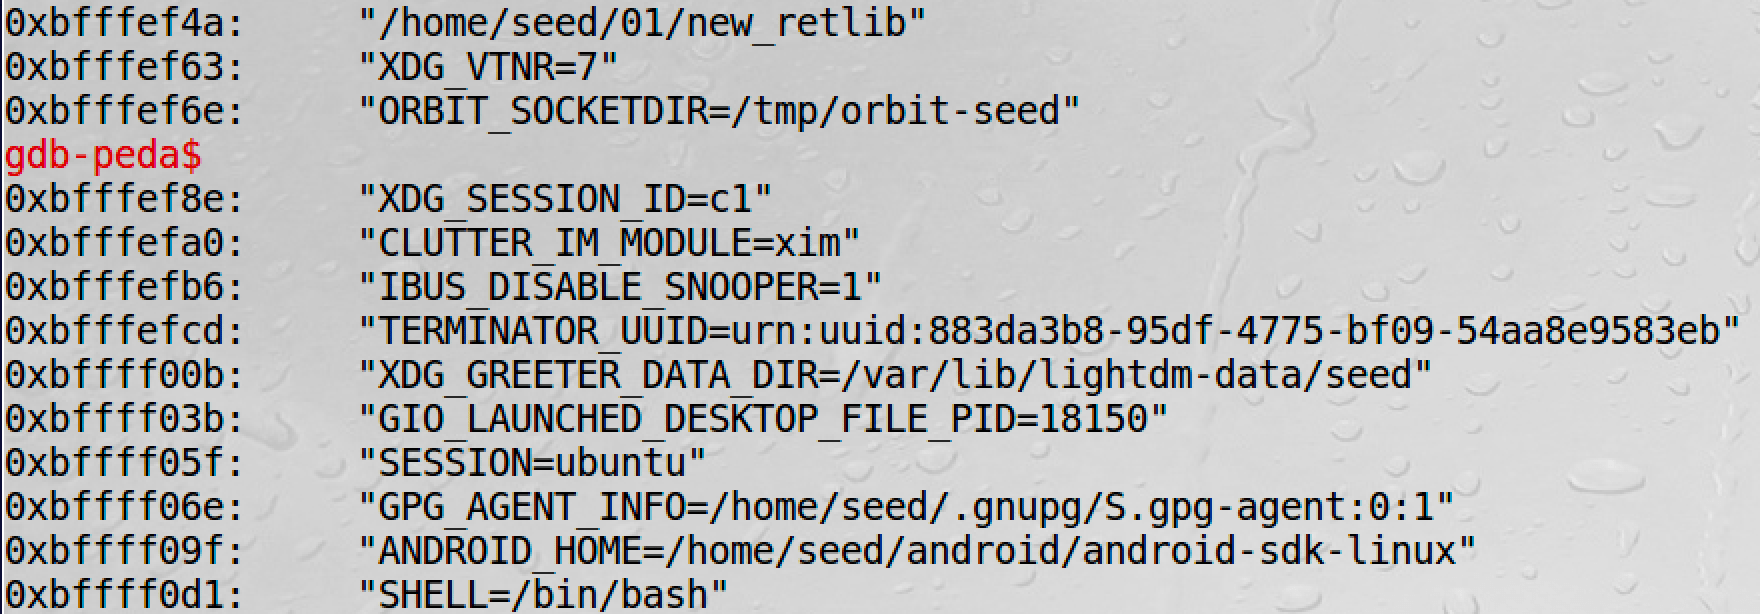 0xbfffef4a: "/home/seed/01/new_retlib"
0xbfffef63: "XDG_VTNR=7"
0xbfffef6e: "ORBIT_SOCKETDIR=/tmp/orbit-seed"
gdb-peda$
0xbfffef8e: "XDG_SESSION_ID=c1"
0xbfffefa0: "CLUTTER_IM_MODULE=xim"
0xbfffefb6: "IBUS_DISABLE_SNOOPER=1"
0xbfffefcd: "TERMINATOR_UUID=urn:uuid:883da3b8-95df-4775-bf09-54aa8e9583eb"
0xbffff00b: "XDG_GREETER_DATA_DIR=/var/lib/lightdm-data/seed"
0xbffff03b: "GIO_LAUNCHED_DESKTOP_FILE_PID=18150"
0xbffff05f: "SESSION=ubuntu"
0xbffff06e: "GPG_AGENT_INFO=/home/seed/.gnupg/S.gpg-agent:0:1"
0xbffff09f: "ANDROID_HOME=/home/seed/android/android-sdk-linux"
0xbffff0d1: "SHELL=/bin/bash"